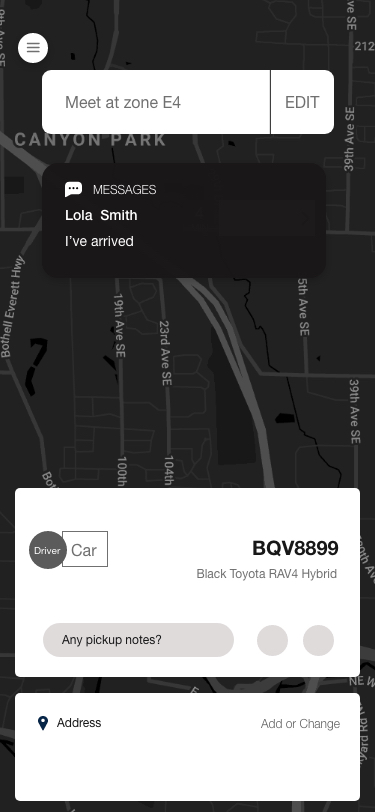 212
39th Ave SE
Meet at zone E4
EDIT
CANYON PARK
MESSAGES
Lola Smith
I've arrived
Bothell Everett Hwy
19th Ave SE
23rd Ave SE
5th Ave SE
39th Ave SE
100th
104th
Bot
BQV8899
Driver
Car
Black Toyota RAV4 Hybrid
Any pickup notes?
NE W
Address
Add or Change